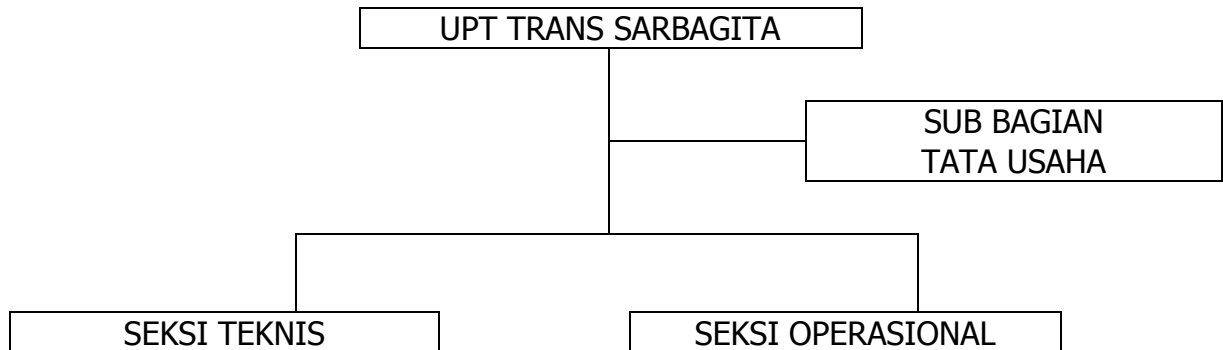 UPT TRANS SARBAGITA
SUB BAGIAN
TATA USAHA
SEKSI TEKNIS
SEKSI OPERASIONAL